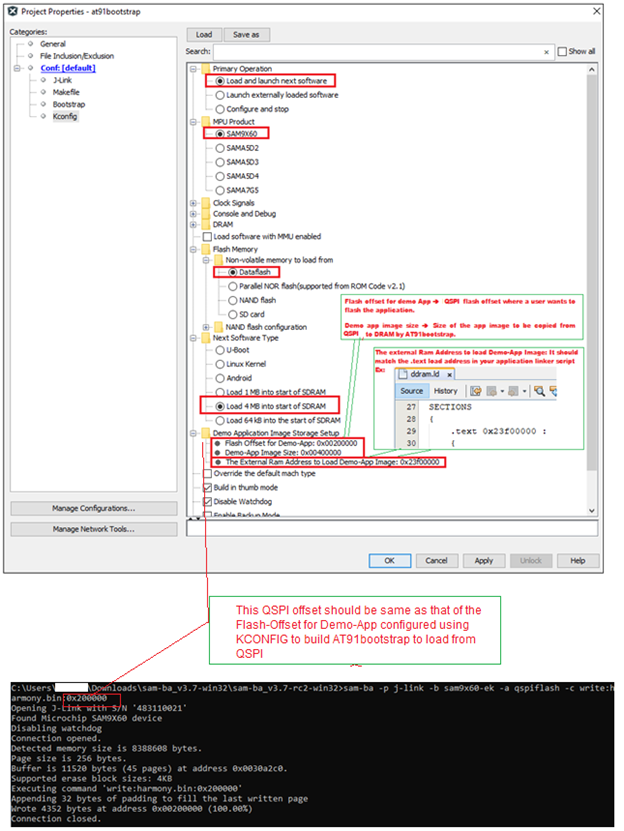 Project Properties - at91bootstrap
Categories:
General
File Inclusion/Exclusion
Conf: [default]
J-Link
Makefile
Bootstrap
Kconfig
Manage Configurations...
Manage Network Tools...
Load
Save as
Search:
Show all
Primary Operation
Load and launch next software
Launch externally loaded software
Configure and stop
MPU Product
SAM9X60
SAMA5D2
SAMA5D3
SAMA5D4
SAMA7G5
Clock Signals
Console and Debug
DRAM
Load software with MMU enabled
Flash Memory
Non-volatile memory to load from
Dataflash
Parallel NOR flash(supported from ROM Code v2.1)
NAND flash
SD card
NAND flash configuration
Next Software Type
U-Boot
Linux Kernel
Android
Load 1 MB into start of SDRAM
Load 4 MB into start of SDRAM
Load 64 kB into the start of SDRAM
Demo Application Image Storage Setup
Flash Offset for Demo-App: 0x00200000
Demo-App Image Size: 0x00400000
The External Ram Address to Load Demo-App Image: 0x23f00000
Override the default mach type
Build in thumb mode
Disable Watchdog
Enable Backup Mode
Flash offset for demo App → QSPI flash offset where a user wants to
flash the application.
Demo app image size → Size of the app image to be copied from
QSPI to DRAM by AT91bootstrap.
The external Ram Address to load Demo-App Image: It should
match the .text load address in your application linker script
Ex:
ddram.ld
Source
History
27 SECTIONS
28 {
29 .text 0x23f00000 :
30 {
OK
Cancel
Apply
Unlock
Help
This QSPI offset should be same as that of the
Flash-Offset for Demo-App configured using
KCONFIG to build AT91bootstrap to load from
QSPI
C:\Users\ \Downloads\sam-ba_v3.7-win32\sam-ba_v3.7-rc2-win32>sam-ba -p j-link -b sam9x60-ek -a qspiflash -c write:h
armony.bin:0x200000
Opening J-Link with S/N '483110021'
Found Microchip SAM9X60 device
Disabling watchdog
Connection opened.
Detected memory size is 8388608 bytes.
Page size is 256 bytes.
Buffer is 11520 bytes (45 pages) at address 0x0030a2c0.
Supported erase block sizes: 4KB
Executing command 'write:harmony.bin:0x200000'
Appending 32 bytes of padding to fill the last written page
Wrote 4352 bytes at address 0x00200000 (100.00%)
Connection closed.